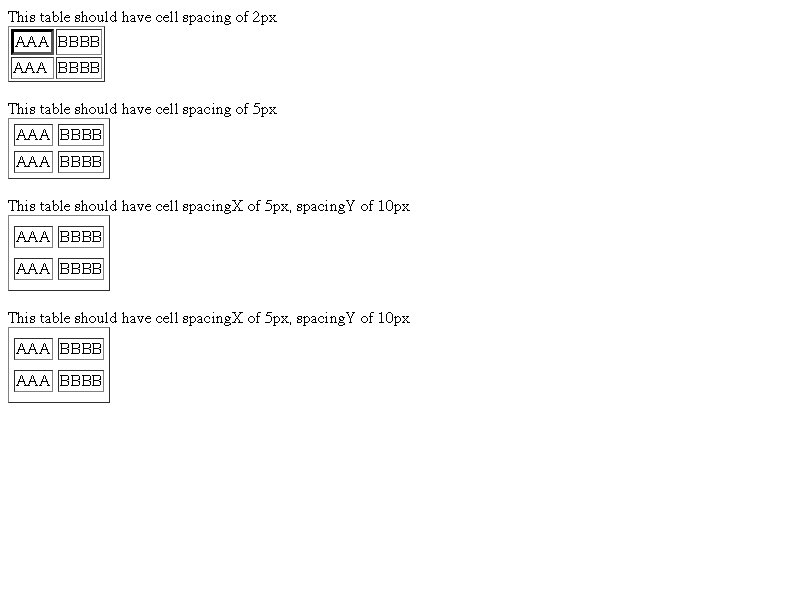 This table should have cell spacing of 2px
AAA BBBB
AAA BBBB
This table should have cell spacing of 5px
AAA BBBB
AAA BBBB
This table should have cell spacingX of 5px, spacingY of 10px
AAA BBBB
AAA BBBB
This table should have cell spacingX of 5px, spacingY of 10px
AAA BBBB
AAA BBBB